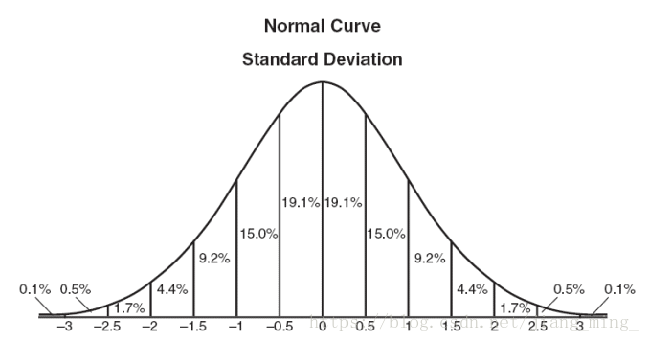 Normal Curve
Standard Deviation
19.1% 19.1%
15.0% 15.0%
9.2% 9.2%
0.1% 0.5% 4.4% 4.4% 0.5% 0.1%
1.7% 1.7%
-3 -2.5 -2 -1.5 -1 -0.5 0 0.5 1 1.5 2 2.5 3